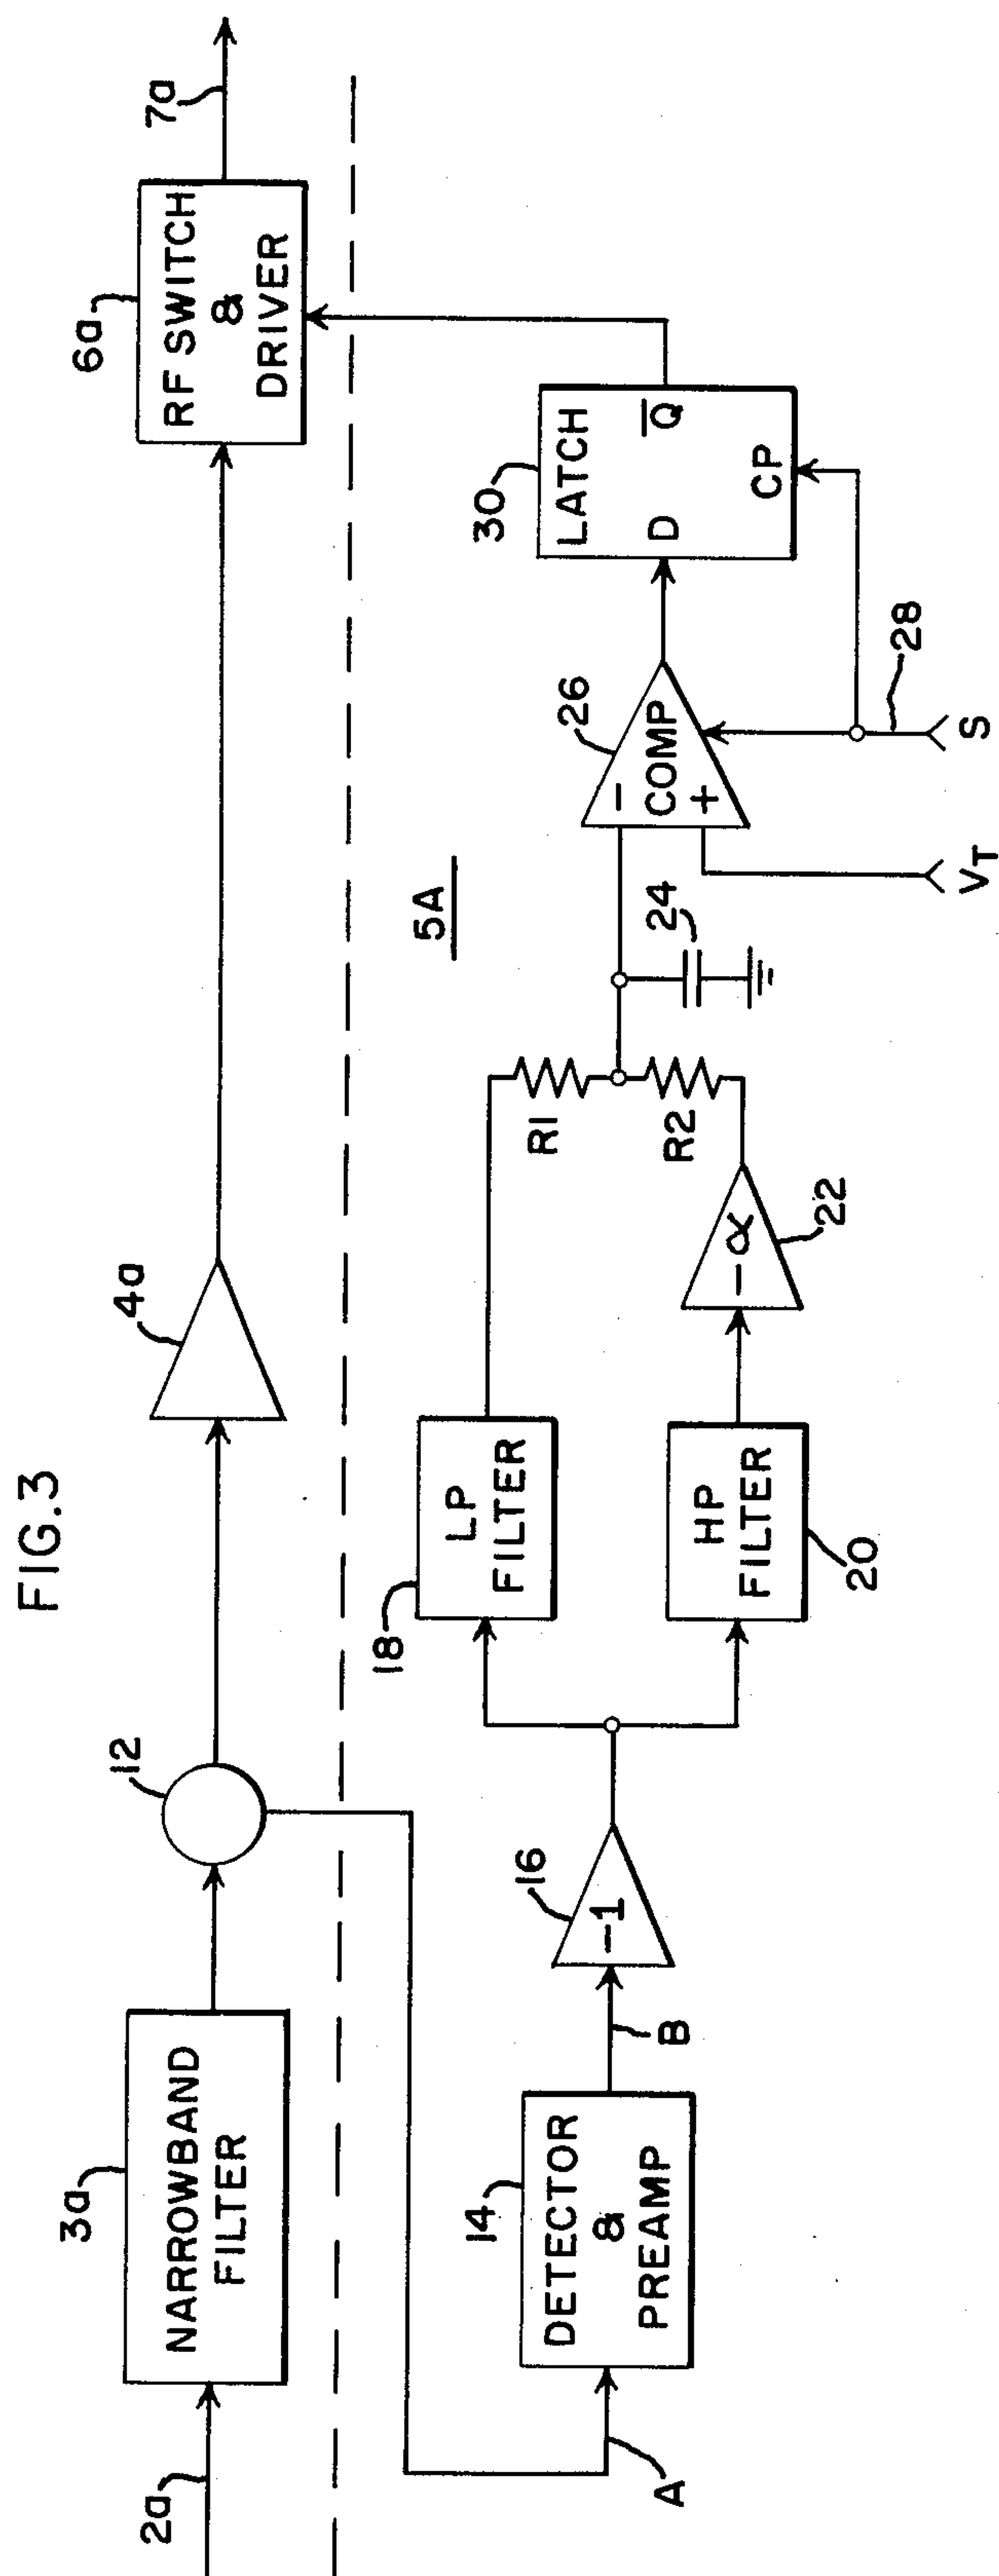 FIG.3
2a
3a
NARROWBAND
FILTER
12
4a
6a
RF SWITCH
&
DRIVER
7a
5A
A
14
DETECTOR
&
PREAMP
B
16
-1
18
LP
FILTER
HP
FILTER
20
-α
22
R1
R2
24
26
-
COMP
+
VT
S
28
30
LATCH
D
Q̅
CP